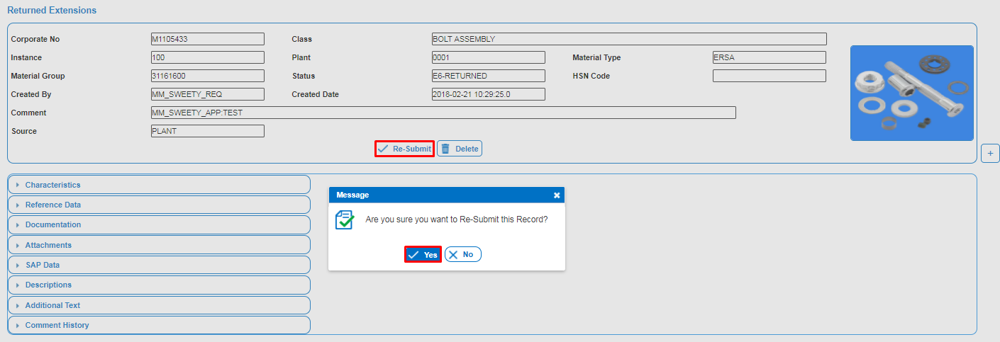 Returned Extensions
Corporate No M1105433 Class BOLT ASSEMBLY
Instance 100 Plant 0001 Material Type ERSA
Material Group 31161600 Status E6-RETURNED HSN Code
Created By MM_SWEETY_REQ Created Date 2018-02-21 10:29:25.0
Comment MM_SWEETY_APP:TEST
Source PLANT
Re-Submit Delete
+
Characteristics
Reference Data
Documentation
Attachments
SAP Data
Descriptions
Additional Text
Comment History
Message
Are you sure you want to Re-Submit this Record?
Yes No